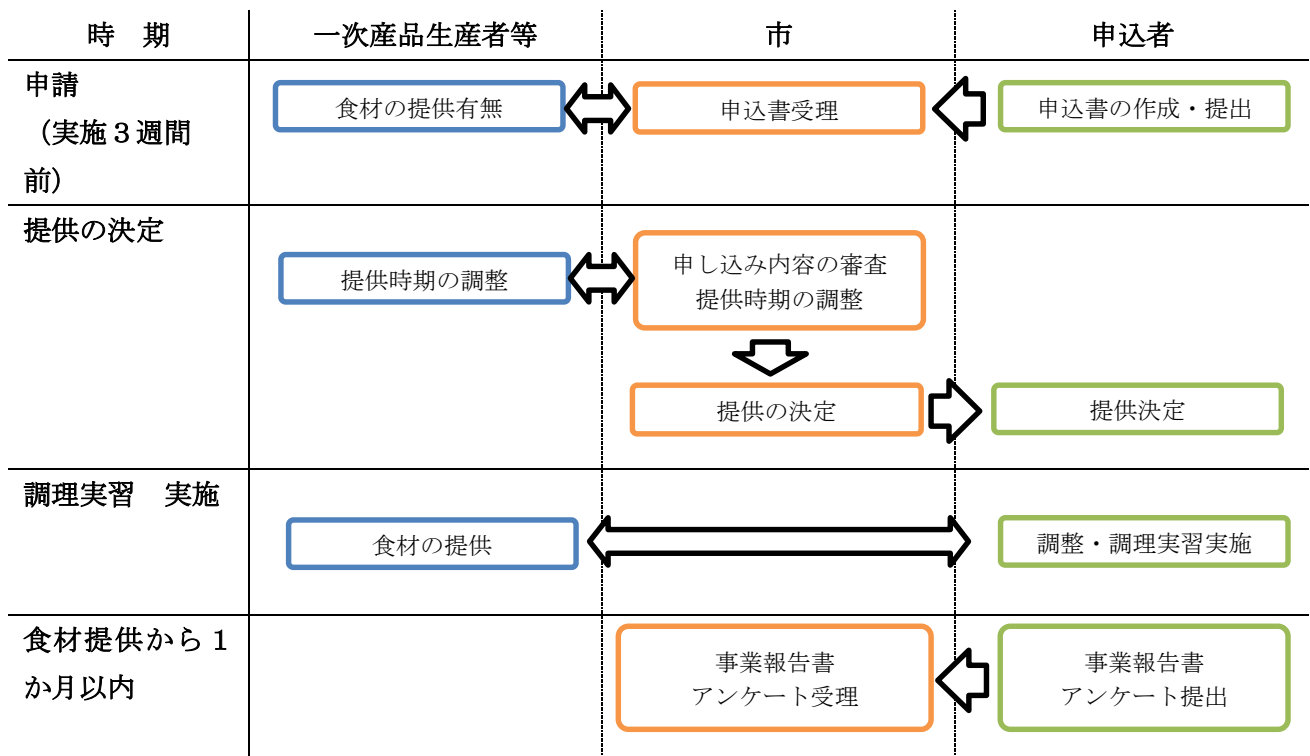 時　期
一次産品生産者等
市
申込者
申請
（実施３週間
前）
食材の提供有無
申込書受理
申込書の作成・提出
提供の決定
提供時期の調整
申し込み内容の審査
提供時期の調整
提供の決定
提供決定
調理実習　実施
食材の提供
調整・調理実習実施
食材提供から１
か月以内
事業報告書
アンケート受理
事業報告書
アンケート提出